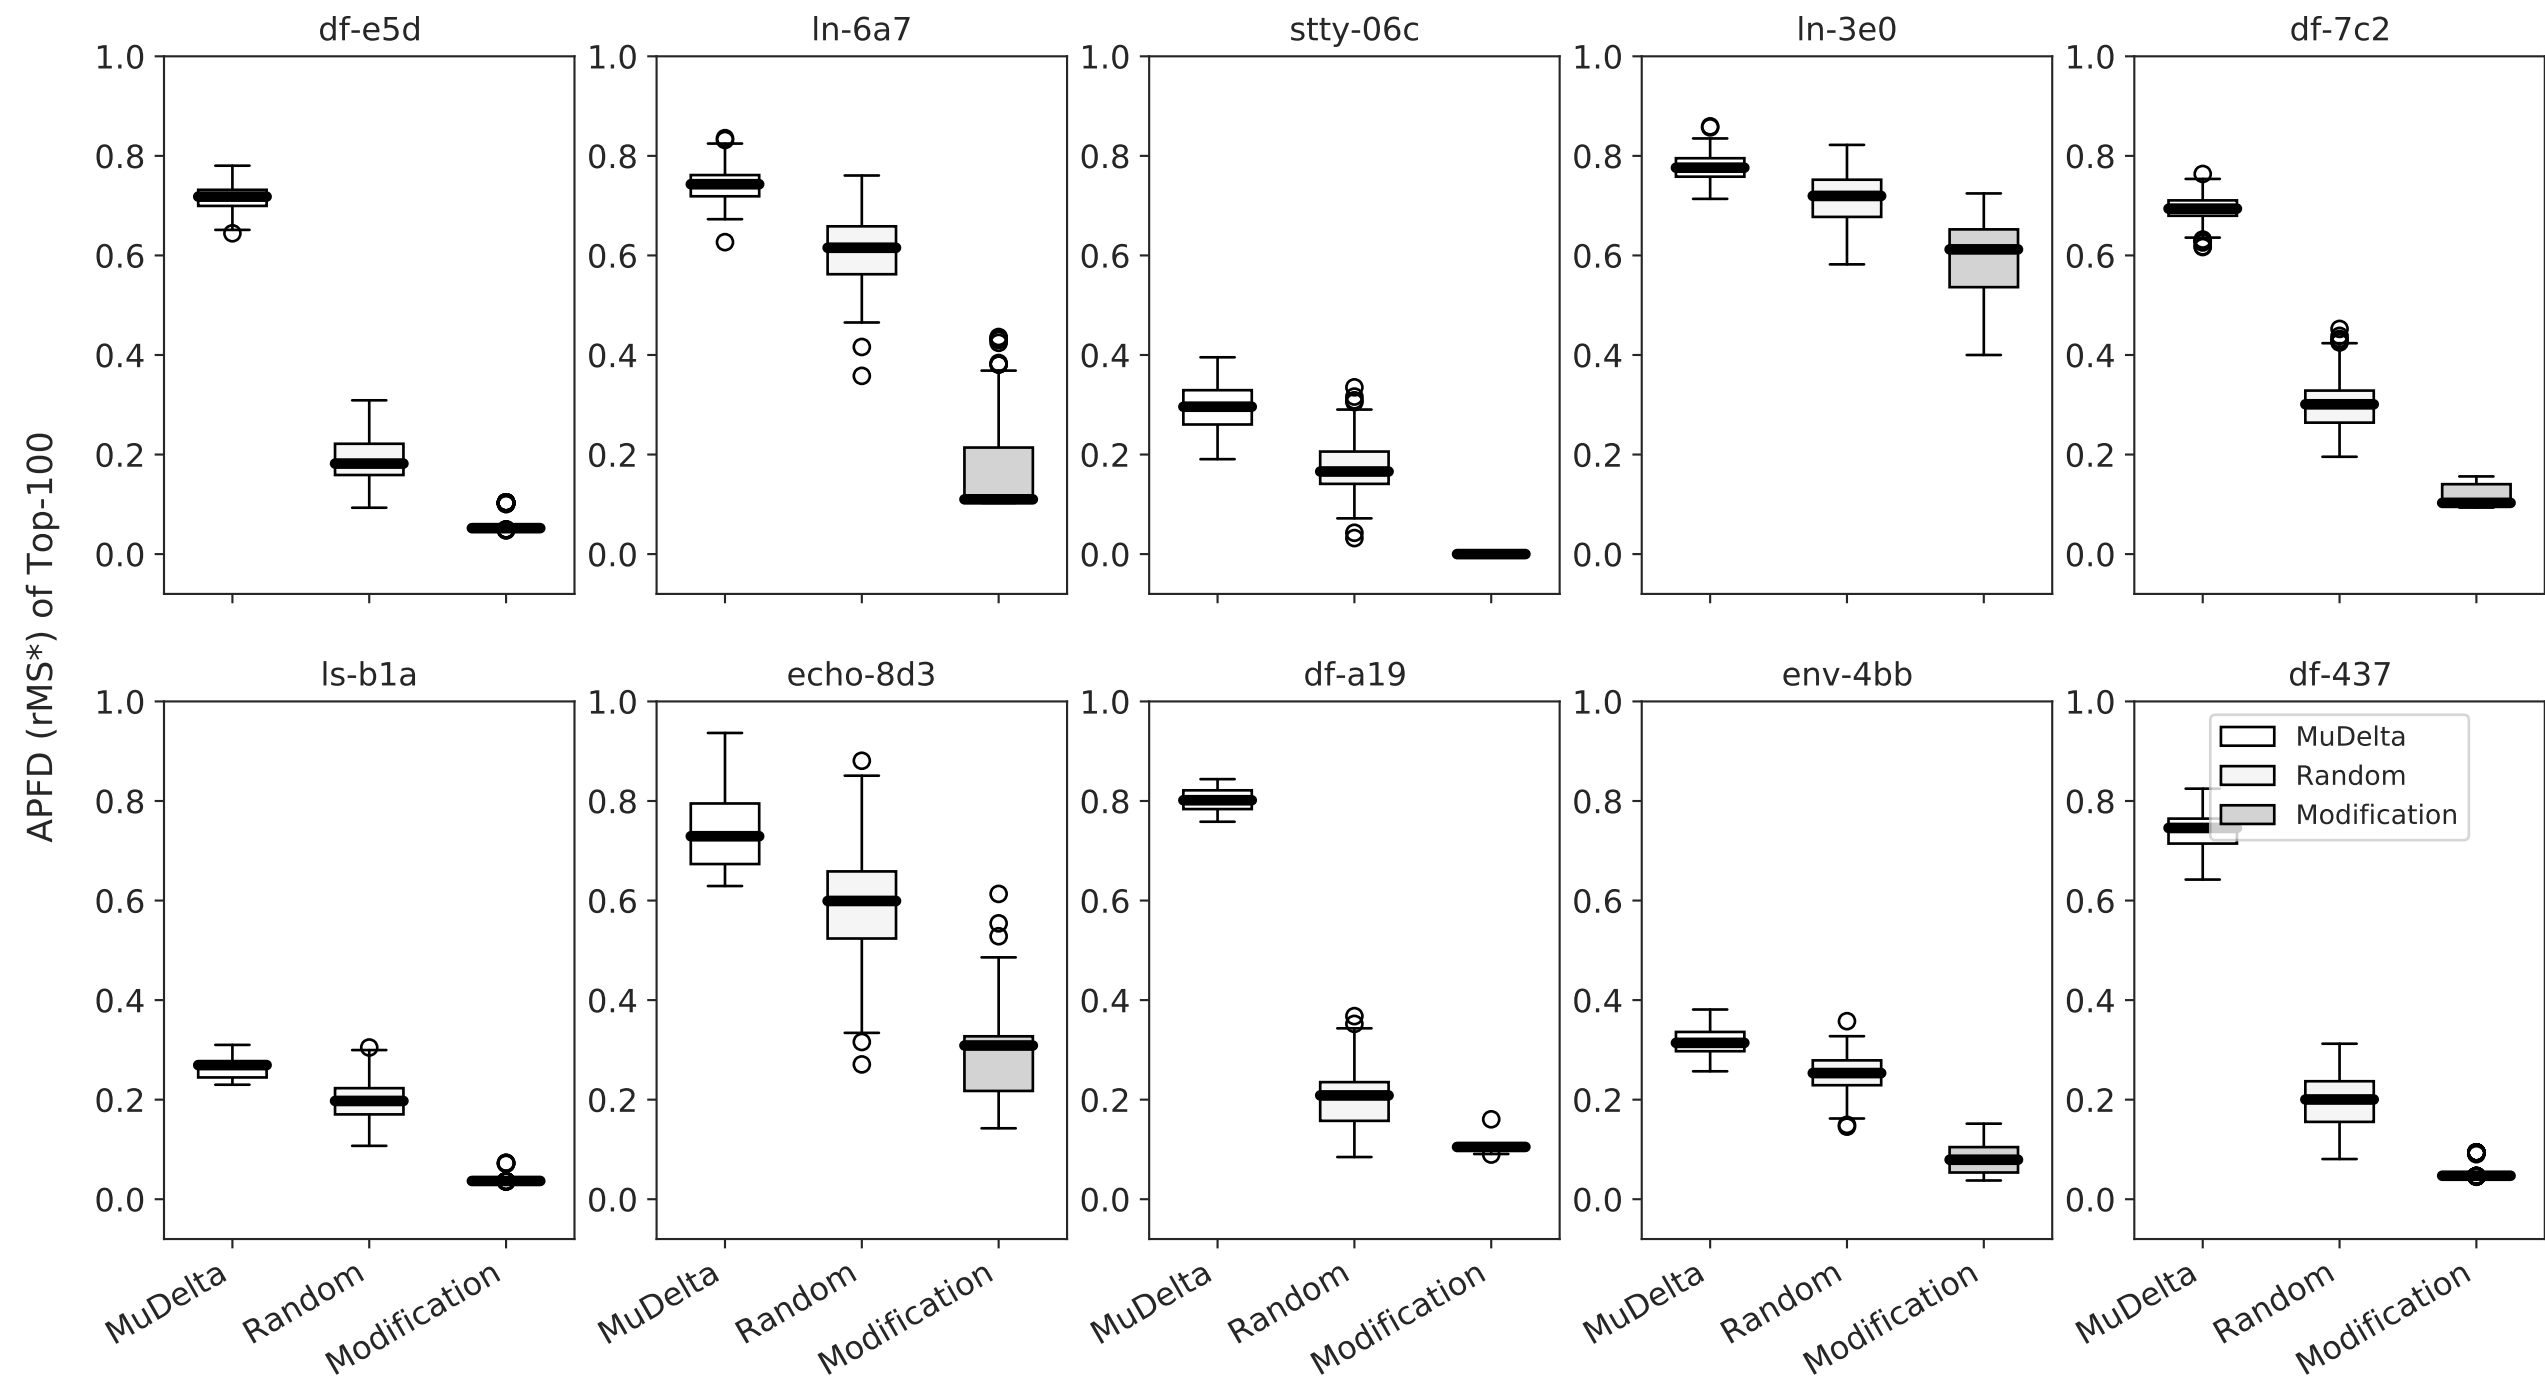 APFD (rMS*) of Top-100
df-e5d
1.0
0.8
0.6
0.4
0.2
0.0
ln-6a7
1.0
0.8
0.6
0.4
0.2
0.0
stty-06c
1.0
0.8
0.6
0.4
0.2
0.0
ln-3e0
1.0
0.8
0.6
0.4
0.2
0.0
df-7c2
1.0
0.8
0.6
0.4
0.2
0.0
ls-b1a
1.0
0.8
0.6
0.4
0.2
0.0
MuDelta
Random
Modification
echo-8d3
1.0
0.8
0.6
0.4
0.2
0.0
MuDelta
Random
Modification
df-a19
1.0
0.8
0.6
0.4
0.2
0.0
MuDelta
Random
Modification
env-4bb
1.0
0.8
0.6
0.4
0.2
0.0
MuDelta
Random
Modification
df-437
1.0
0.8
0.6
0.4
0.2
0.0
MuDelta
Random
Modification
MuDelta
Random
Modification